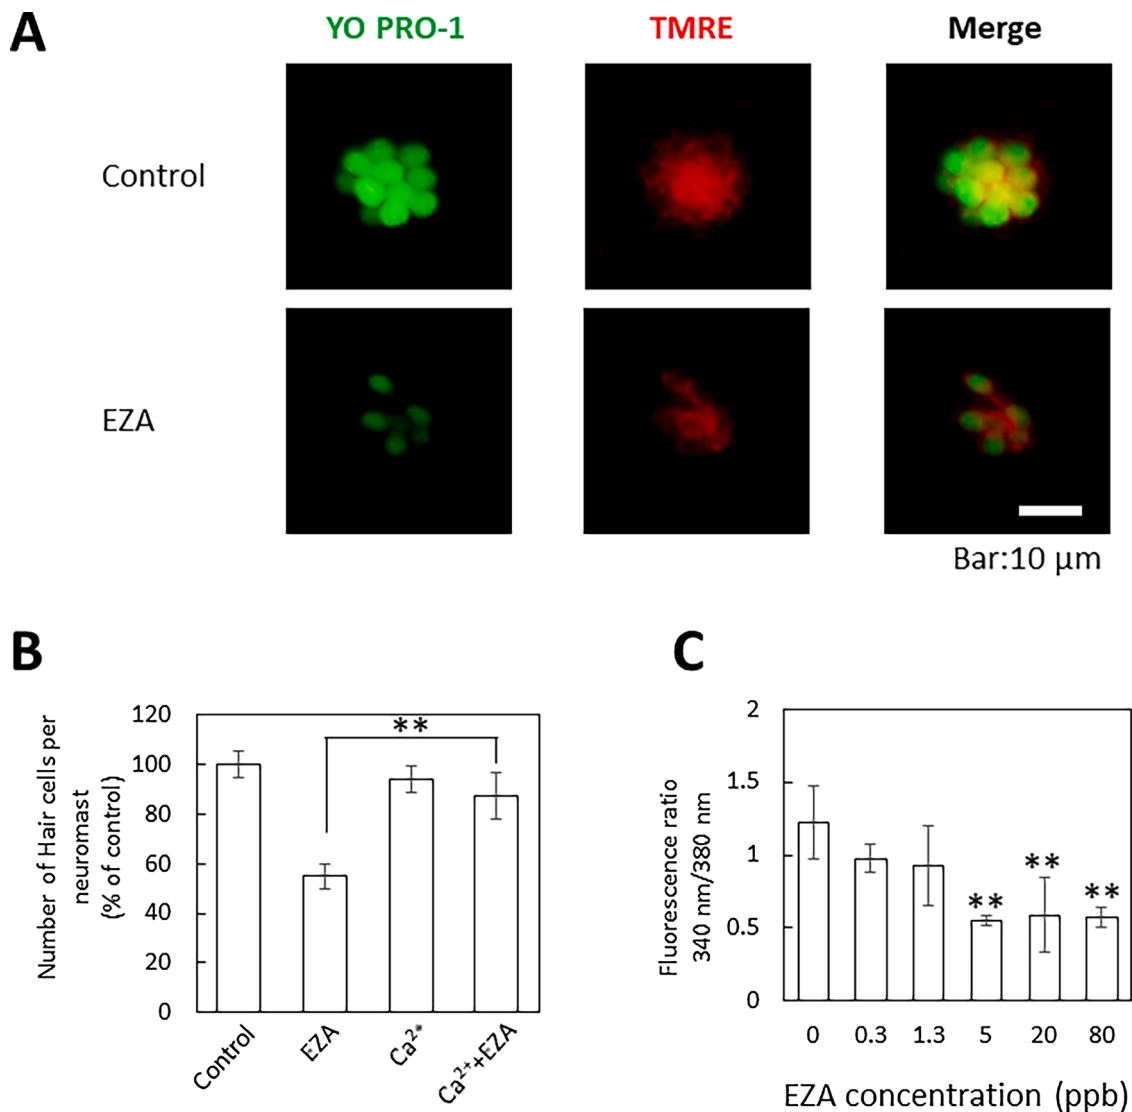 A
YO PRO-1 TMRE Merge
Control
EZA
Bar:10 µm
B
Number of Hair cells per
neuromast
(% of control)
120
100
80
60
40
20
0
**
Control EZA Ca²⁺ Ca²⁺+EZA
C
Fluorescence ratio
340 nm/380 nm
2
1.5
1
0.5
0
** ** **
0 0.3 1.3 5 20 80
EZA concentration (ppb)